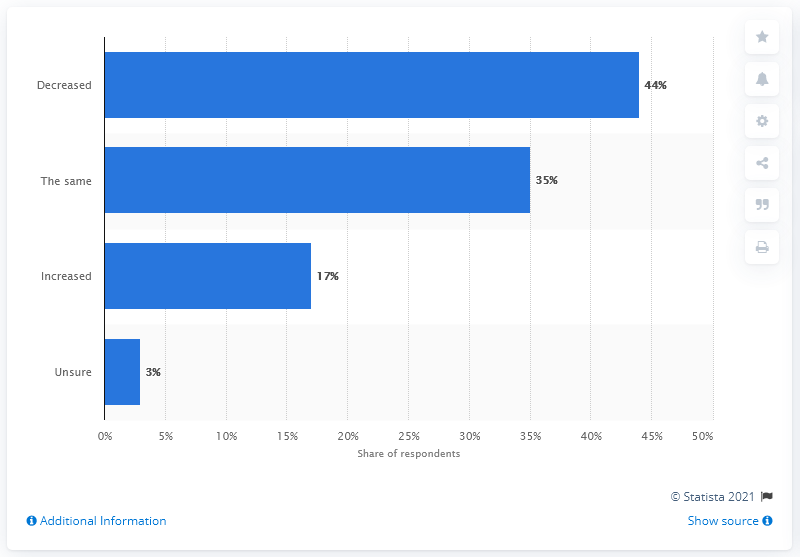 Decreased 44%
The same 35%
Increased 17%
Unsure 3%
0% 5% 10% 15% 20% 25% 30% 35% 40% 45% 50%
Share of respondents
© Statista 2021
Additional Information Show source